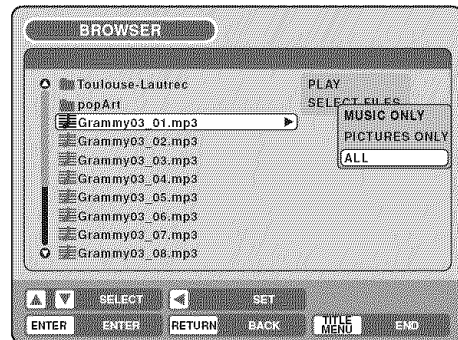 BROWSER
Toulouse-Lautrec
popArt
Grammy03_01.mp3
Grammy03_02.mp3
Grammy03_03.mp3
Grammy03_04.mp3
Grammy03_05.mp3
Grammy03_06.mp3
Grammy03_07.mp3
Grammy03_08.mp3
PLAY
SELECT FILES
MUSIC ONLY
PICTURES ONLY
ALL
SELECT SET
ENTER ENTER RETURN BACK TITLE MENU END